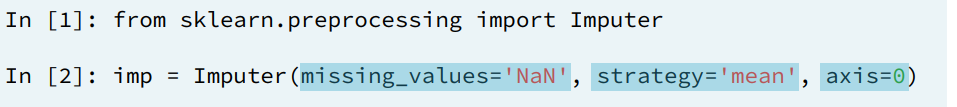 In [1]: from sklearn.preprocessing import Imputer
In [2]: imp = Imputer(missing_values='NaN', strategy='mean', axis=0)